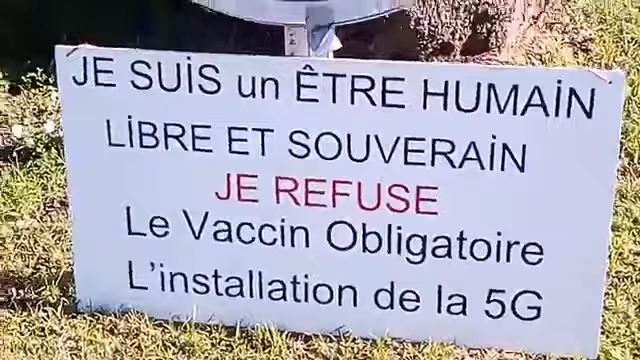 JE SUiS un ÊTRE HUMAiN
LiBRE ET SOUVERAiN
JE REFUSE
Le Vaccin Obligatoire
L'installation de la 5G